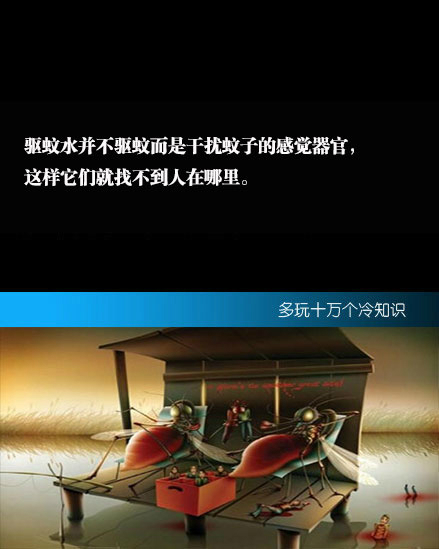 驱蚊水并不驱蚊而是干扰蚊子的感觉器官，
这样它们就找不到人在哪里。
多玩十万个冷知识